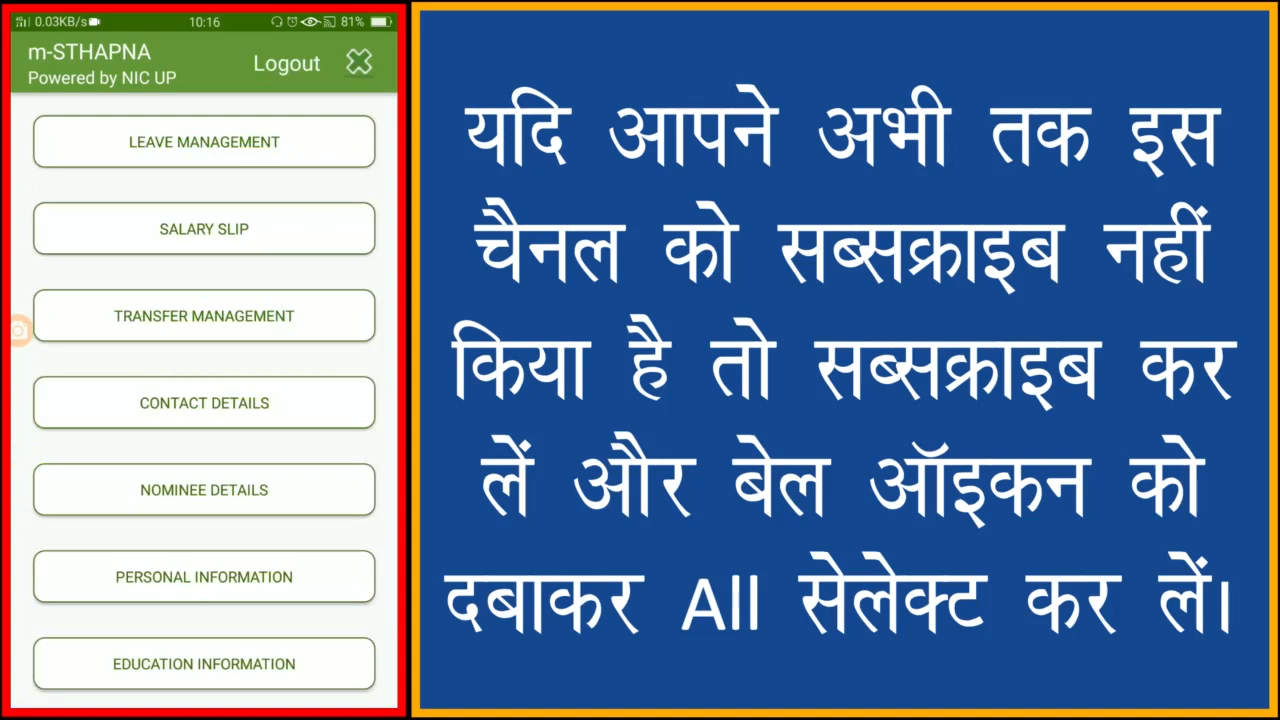 0.03KB/s 10:16 81%
m-STHAPNA
Powered by NIC UP
Logout
LEAVE MANAGEMENT
SALARY SLIP
TRANSFER MANAGEMENT
CONTACT DETAILS
NOMINEE DETAILS
PERSONAL INFORMATION
EDUCATION INFORMATION
यदि आपने अभी तक इस
चैनल को सब्सक्राइब नहीं
किया है तो सब्सक्राइब कर
लें और बेल ऑइकन को
दबाकर All सेलेक्ट कर लें।